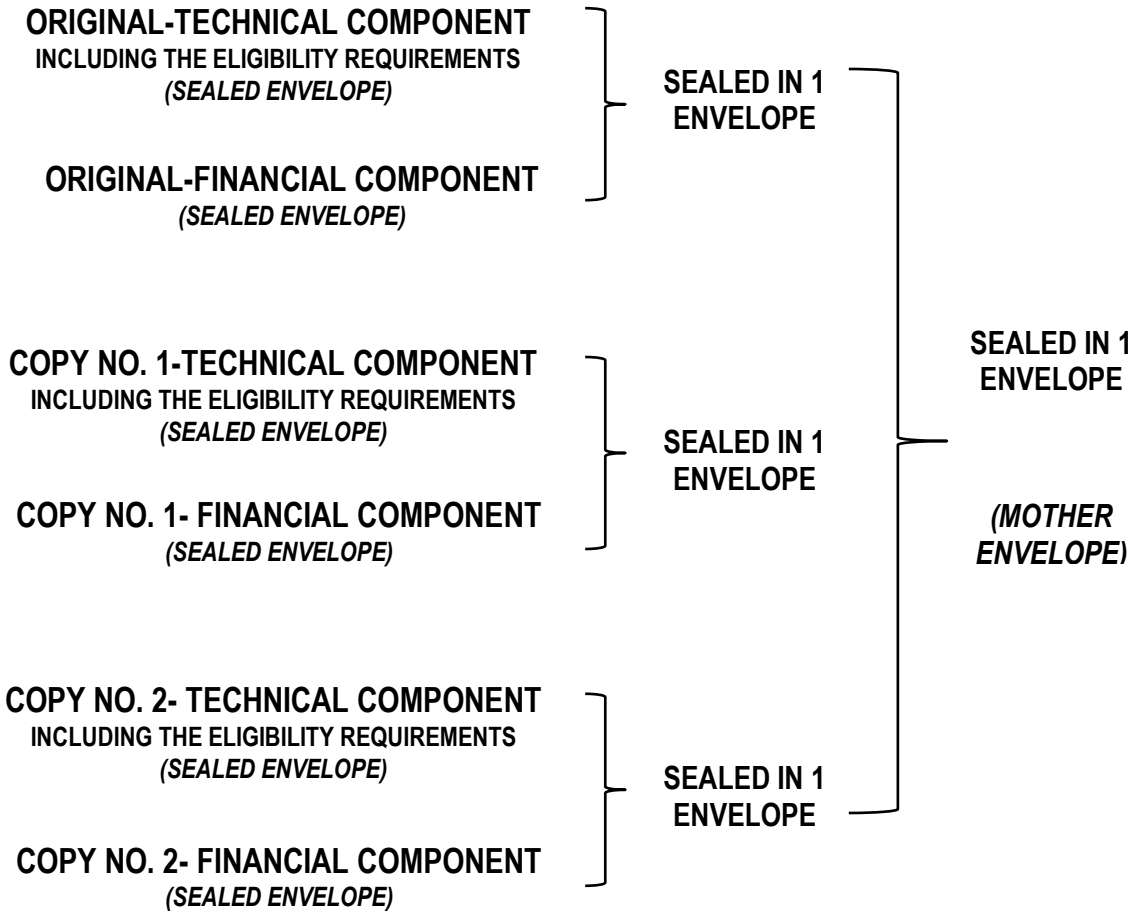 ORIGINAL-TECHNICAL COMPONENT
INCLUDING THE ELIGIBILITY REQUIREMENTS
(SEALED ENVELOPE)
ORIGINAL-FINANCIAL COMPONENT
(SEALED ENVELOPE)
SEALED IN 1
ENVELOPE
COPY NO. 1-TECHNICAL COMPONENT
INCLUDING THE ELIGIBILITY REQUIREMENTS
(SEALED ENVELOPE)
COPY NO. 1- FINANCIAL COMPONENT
(SEALED ENVELOPE)
SEALED IN 1
ENVELOPE
COPY NO. 2- TECHNICAL COMPONENT
INCLUDING THE ELIGIBILITY REQUIREMENTS
(SEALED ENVELOPE)
COPY NO. 2- FINANCIAL COMPONENT
(SEALED ENVELOPE)
SEALED IN 1
ENVELOPE
SEALED IN 1
ENVELOPE
(MOTHER
ENVELOPE)